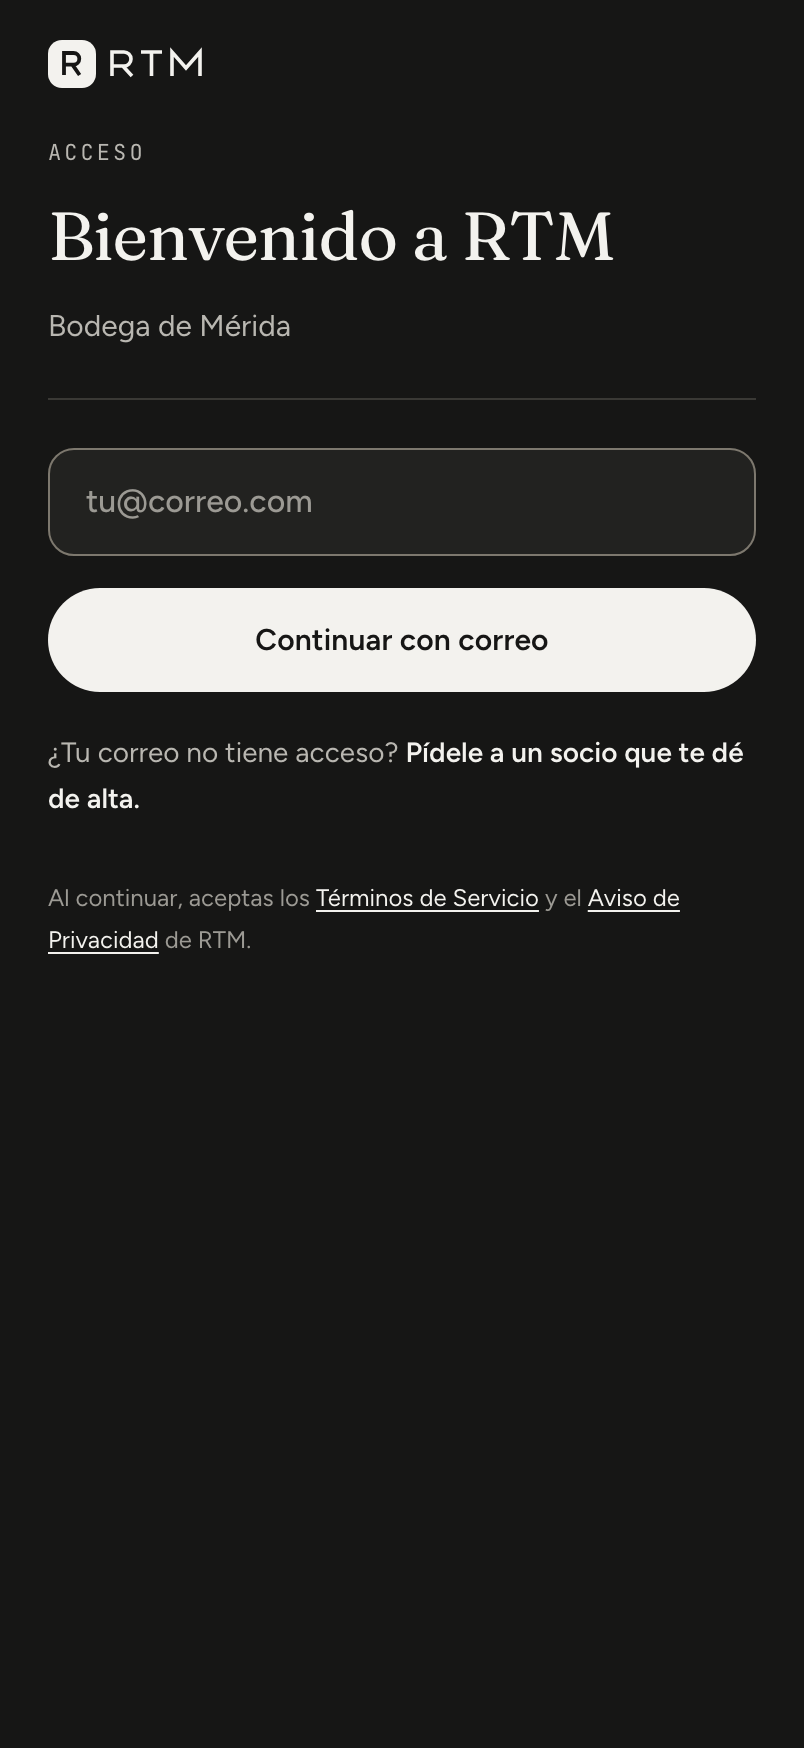 R RTM
ACCESO
Bienvenido a RTM
Bodega de Mérida
tu@correo.com
Continuar con correo
¿Tu correo no tiene acceso? Pídele a un socio que te dé
de alta.
Al continuar, aceptas los Términos de Servicio y el Aviso de
Privacidad de RTM.